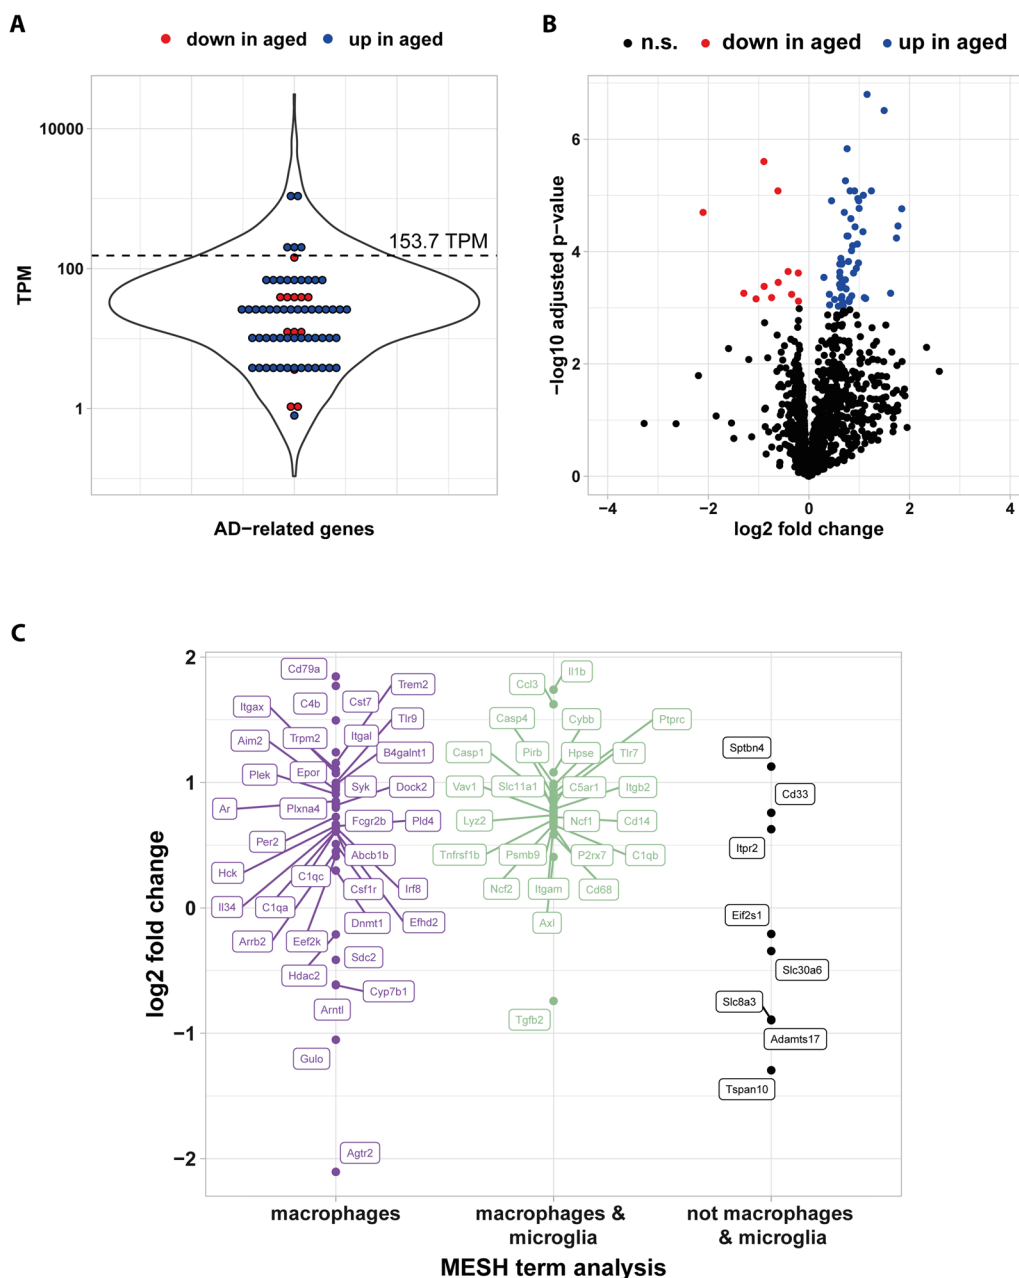 A
down in aged
up in aged
10000
153.7 TPM
100
1
TPM
AD−related genes
B
n.s.
down in aged
up in aged
6
4
2
0
−log10 adjusted p−value
−4
−2
0
2
4
log2 fold change
C
2
1
0
−1
−2
log2 fold change
Cd79a
Trem2
Cst7
C4b
Itgax
Tlr9
Itgal
Trpm2
Aim2
B4galnt1
Epor
Plek
Syk
Dock2
Plxna4
Ar
Fcgr2b
Pld4
Per2
Abcb1b
Hck
C1qc
Csf1r
Irf8
Il34
C1qa
Dnmt1
Efhd2
Arrb2
Eef2k
Sdc2
Hdac2
Cyp7b1
Arntl
Gulo
Agtr2
Il1b
Ccl3
Casp4
Cybb
Ptprc
Casp1
Pirb
Hpse
Tlr7
Vav1
Slc11a1
C5ar1
Itgb2
Lyz2
Ncf1
Cd14
Tnfrsf1b
Psmb9
P2rx7
C1qb
Ncf2
Itgam
Cd68
Axl
Tgfb2
Sptbn4
Cd33
Itpr2
Eif2s1
Slc30a6
Slc8a3
Adamts17
Tspan10
macrophages
macrophages &
microglia
not macrophages
& microglia
MESH term analysis